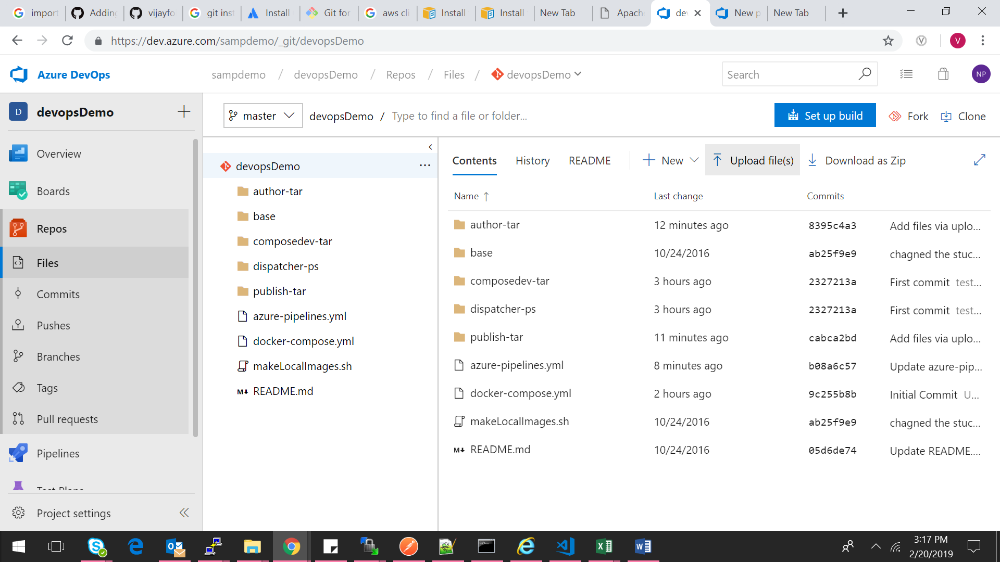 import
Adding
vijayfo
git inst
Install
Git for
aws cli
Install
Install
New Tab
Apache
dev
New p
New Tab
https://dev.azure.com/sampdemo/_git/devopsDemo
V
V
Azure DevOps
sampdemo / devopsDemo / Repos / Files / devopsDemo
Search
NP
D devopsDemo
master
devopsDemo / Type to find a file or folder...
Set up build
Fork
Clone
Overview
Boards
Repos
Files
Commits
Pushes
Branches
Tags
Pull requests
Pipelines
Test Plans
Project settings
devopsDemo ...
author-tar
base
composedev-tar
dispatcher-ps
publish-tar
azure-pipelines.yml
docker-compose.yml
makeLocalImages.sh
M↓ README.md
Contents History README New Upload file(s) Download as Zip
Name ↑ Last change Commits
author-tar 12 minutes ago 8395c4a3 Add files via uplo...
base 10/24/2016 ab25f9e9 chagned the stuc...
composedev-tar 3 hours ago 2327213a First commit test...
dispatcher-ps 3 hours ago 2327213a First commit test...
publish-tar 11 minutes ago cabca2bd Add files via uplo...
azure-pipelines.yml 8 minutes ago b08a6c57 Update azure-pip...
docker-compose.yml 2 hours ago 9c255b8b Initial Commit U...
makeLocalImages.sh 10/24/2016 ab25f9e9 chagned the stuc...
M↓ README.md 10/24/2016 05d6de74 Update README....
3:17 PM
2/20/2019